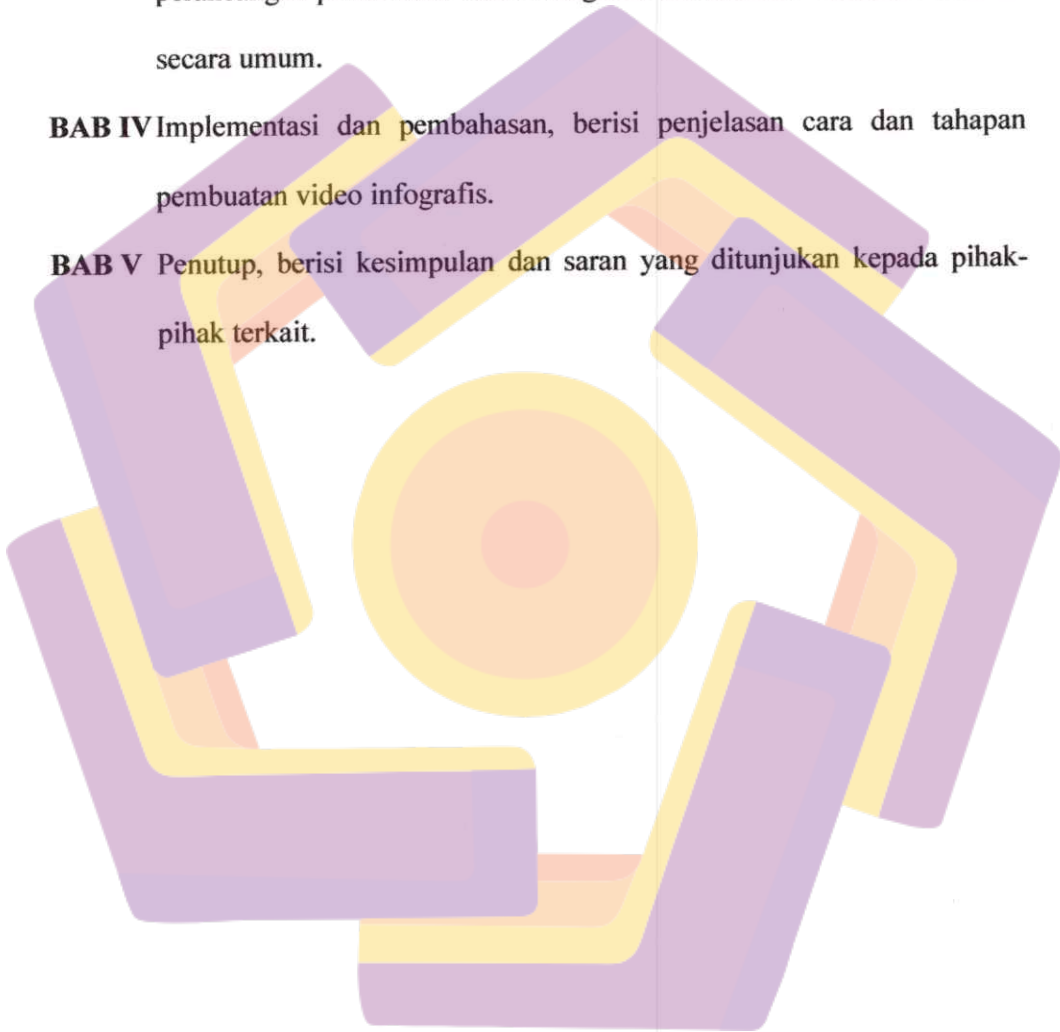 secara umum.
BAB IV Implementasi dan pembahasan, berisi penjelasan cara dan tahapan
pembuatan video infografis.
BAB V Penutup, berisi kesimpulan dan saran yang ditunjukan kepada pihak-
pihak terkait.